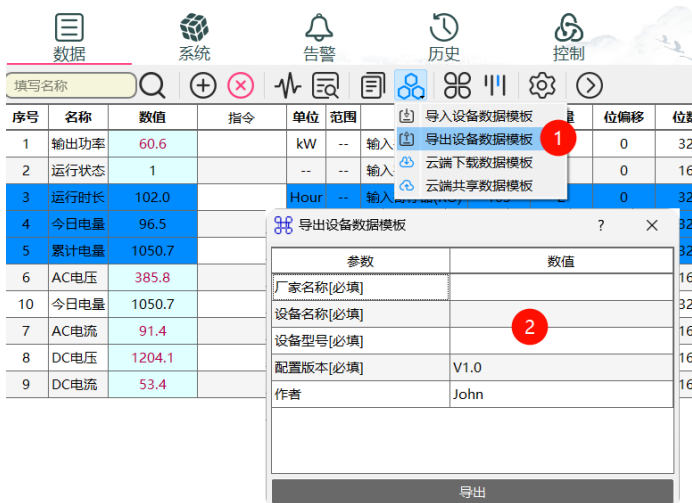 数据 系统 告警 历史 控制
填写名称
序号 名称 数值 指令 单位 范围 位偏移
导入设备数据模板
1 输出功率 60.6 kW -- 输入 导出设备数据模板 1 0 32
2 运行状态 1 -- -- 输入 云端下载数据模板 0 16
云端共享数据模板
3 运行时长 102.0 Hour -- 0 32
4 今日电量 96.5
5 累计电量 1050.7
6 AC电压 385.8
10 今日电量 1050.7
7 AC电流 91.4
8 DC电压 1204.1
9 DC电流 53.4
导出设备数据模板 ?
参数 数值
厂家名称[必填]
设备名称[必填]
设备型号[必填] 2
配置版本[必填] V1.0
作者 John
导出